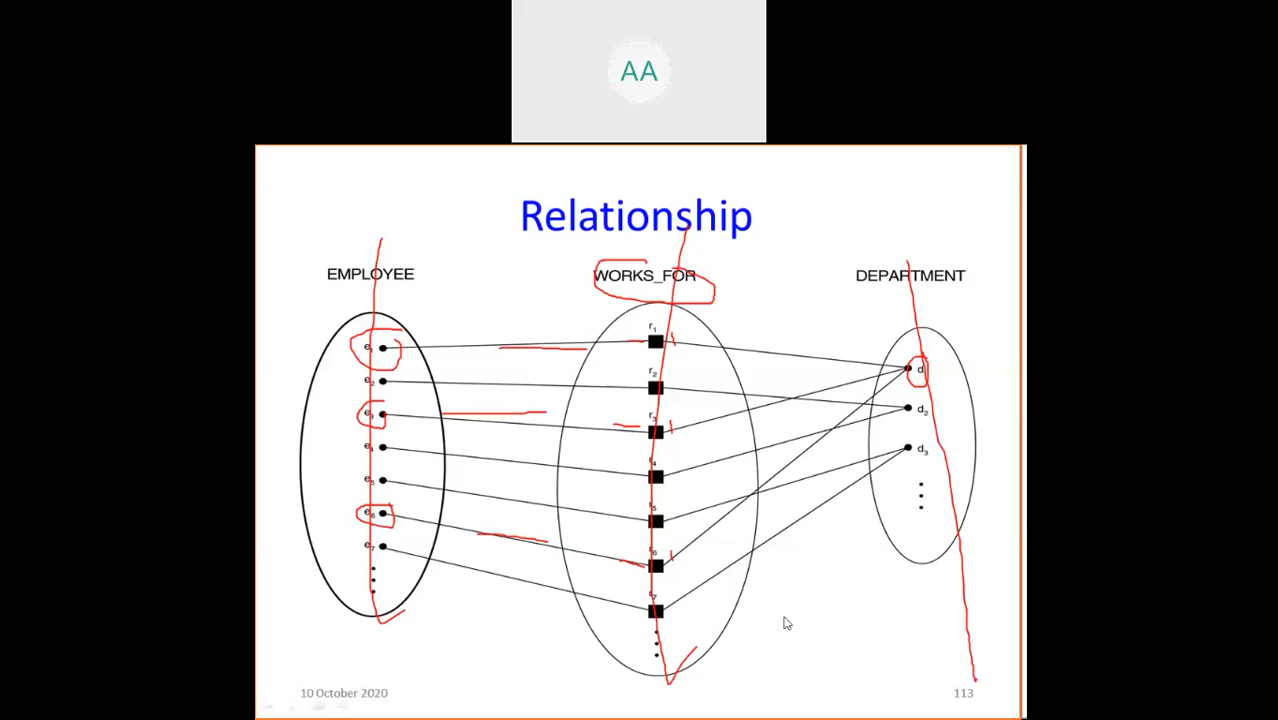 AA
Relationship
EMPLOYEE WORKS_FOR DEPARTMENT
r1
e1
r2
d
e2
r3
d2
e3
e4
r4
d3
e5
r5
e6
r6
e7
r7
10 October 2020 113